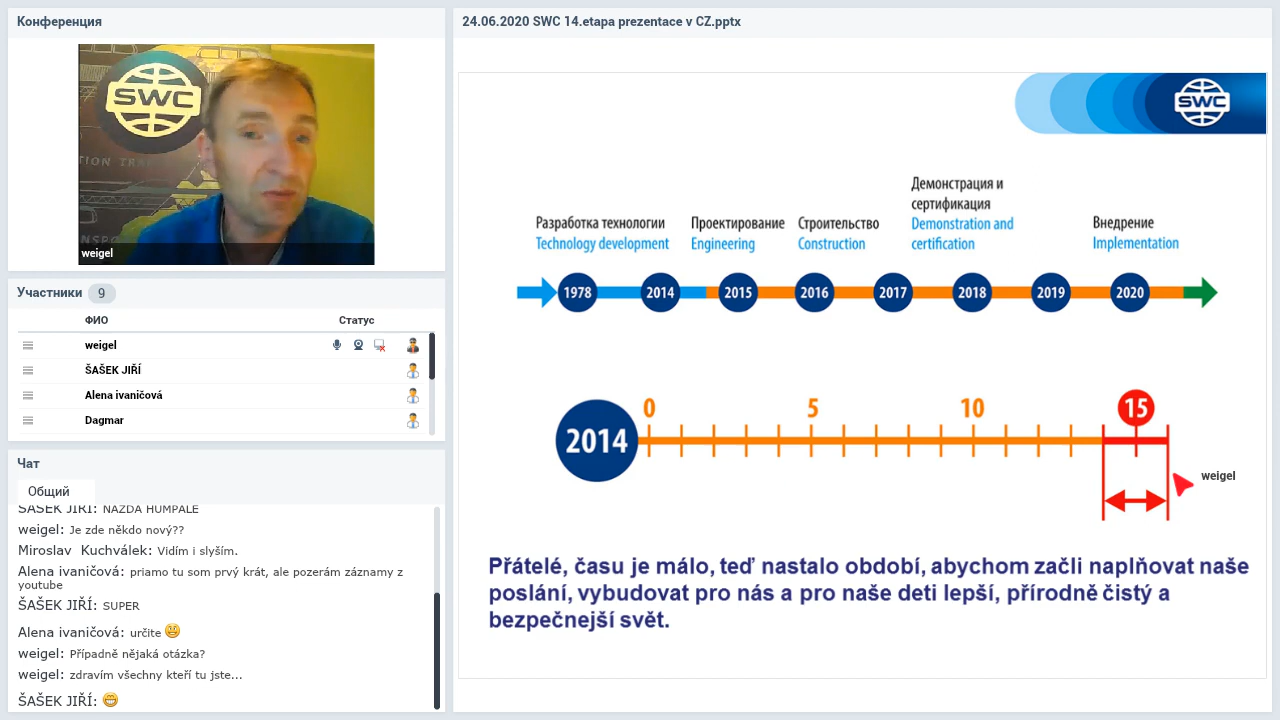 Конференция
SWC
weigel
Участники 9
ФИО
Статус
weigel
ŠAŠEK JIŘÍ
Alena ivaničová
Dagmar
Чат
Общий
ŠAŠEK JIŘÍ: NAZDA HUMPÁLE
weigel: Je zde někdo nový??
Miroslav Kuchválek: Vidím i slyším.
Alena ivaničová: priamo tu som prvý krát, ale pozerám záznamy z
youtube
ŠAŠEK JIŘÍ: SUPER
Alena ivaničová: určite
weigel: Případně nějaká otázka?
weigel: zdravím všechny kteří tu jste...
ŠAŠEK JIŘÍ:
24.06.2020 SWC 14.etapa prezentace v CZ.pptx
SWC
Разработка технологии
Technology development
Проектирование
Engineering
Строительство
Construction
Демонстрация и
сертификация
Demonstration and
certification
Внедрение
Implementation
1978 2014 2015 2016 2017 2018 2019 2020
0 5 10 15
2014
weigel
Přátelé, času je málo, teď nastalo období, abychom začli naplňovat naše
poslání, vybudovat pro nás a pro naše deti lepší, přírodně čistý a
bezpečnejší svět.